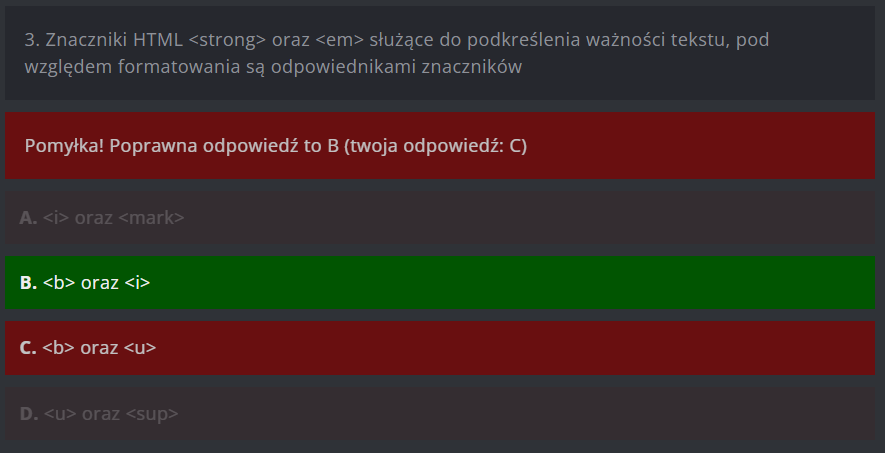 3. Znaczniki HTML <strong> oraz <em> służące do podkreślenia ważności tekstu, pod
względem formatowania są odpowiednikami znaczników
Pomyłka! Poprawna odpowiedź to B (twoja odpowiedź: C)
A. <i> oraz <mark>
B. <b> oraz <i>
C. <b> oraz <u>
D. <u> oraz <sup>